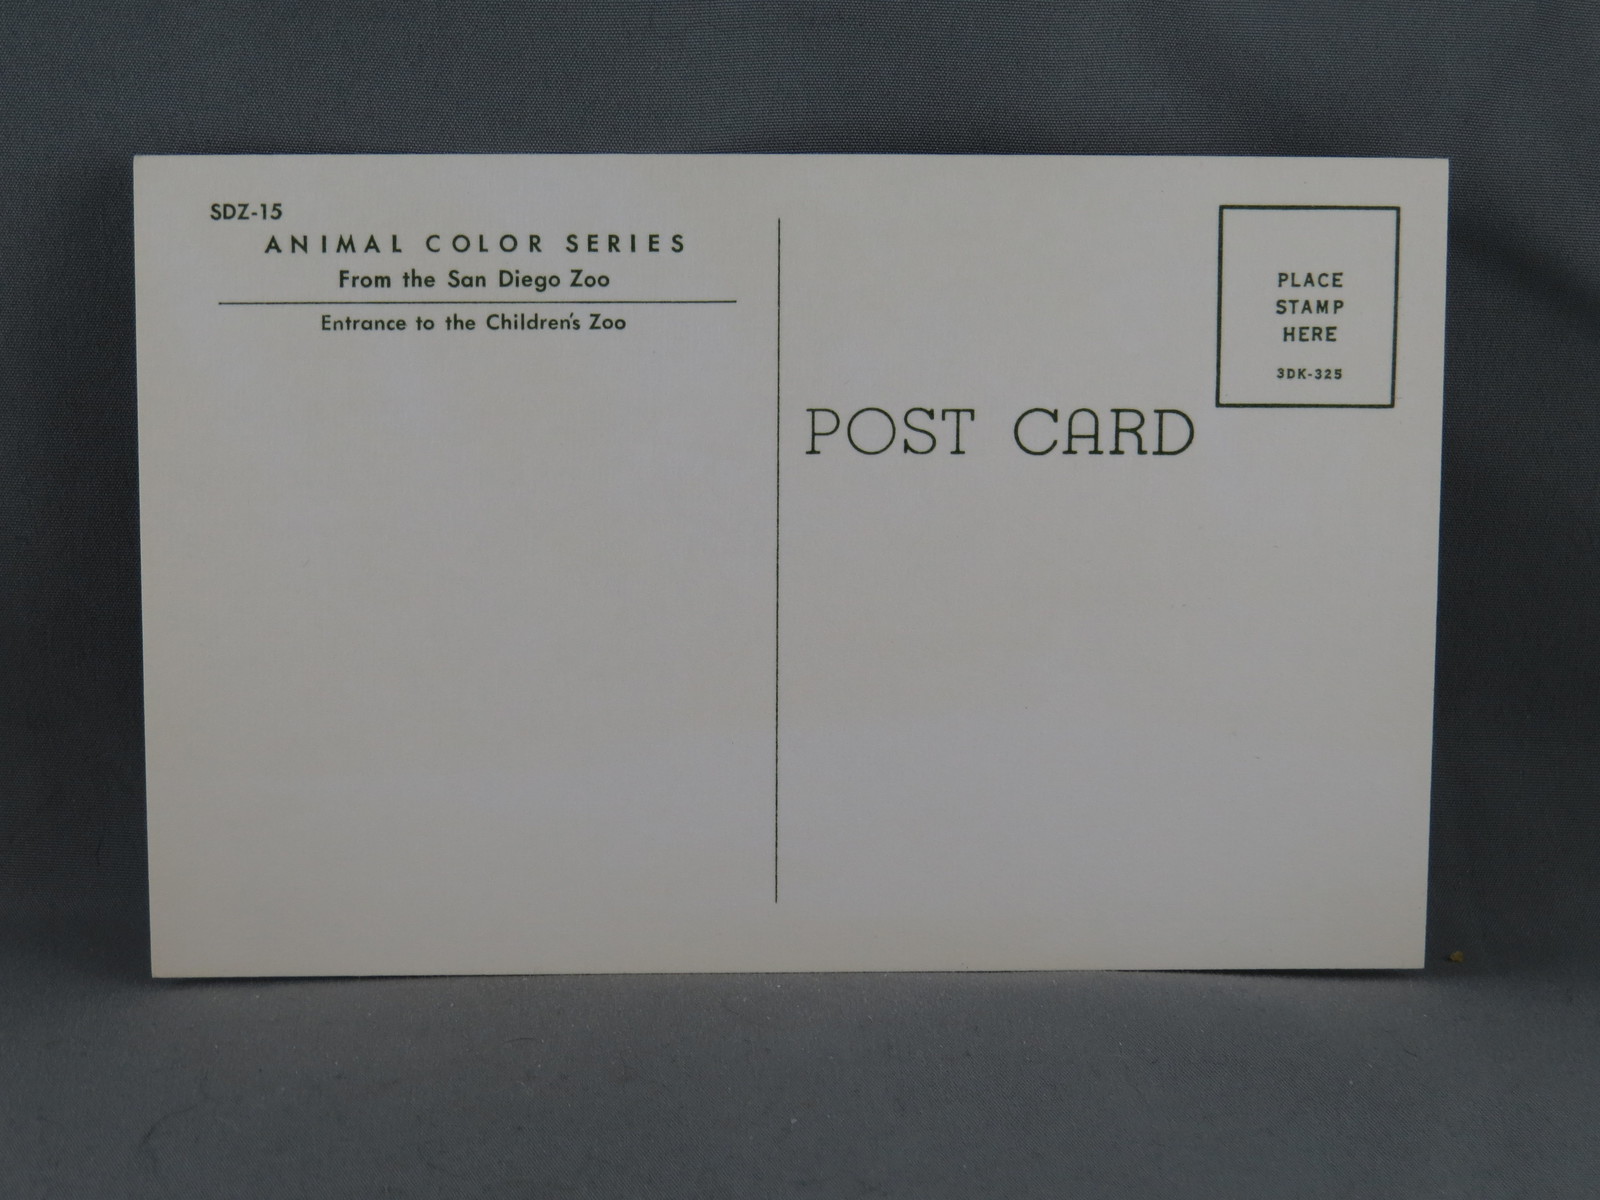 SDZ-15
ANIMAL COLOR SERIES
From the San Diego Zoo
Entrance to the Children's Zoo
PLACE
STAMP
HERE
3DK-325
POST CARD